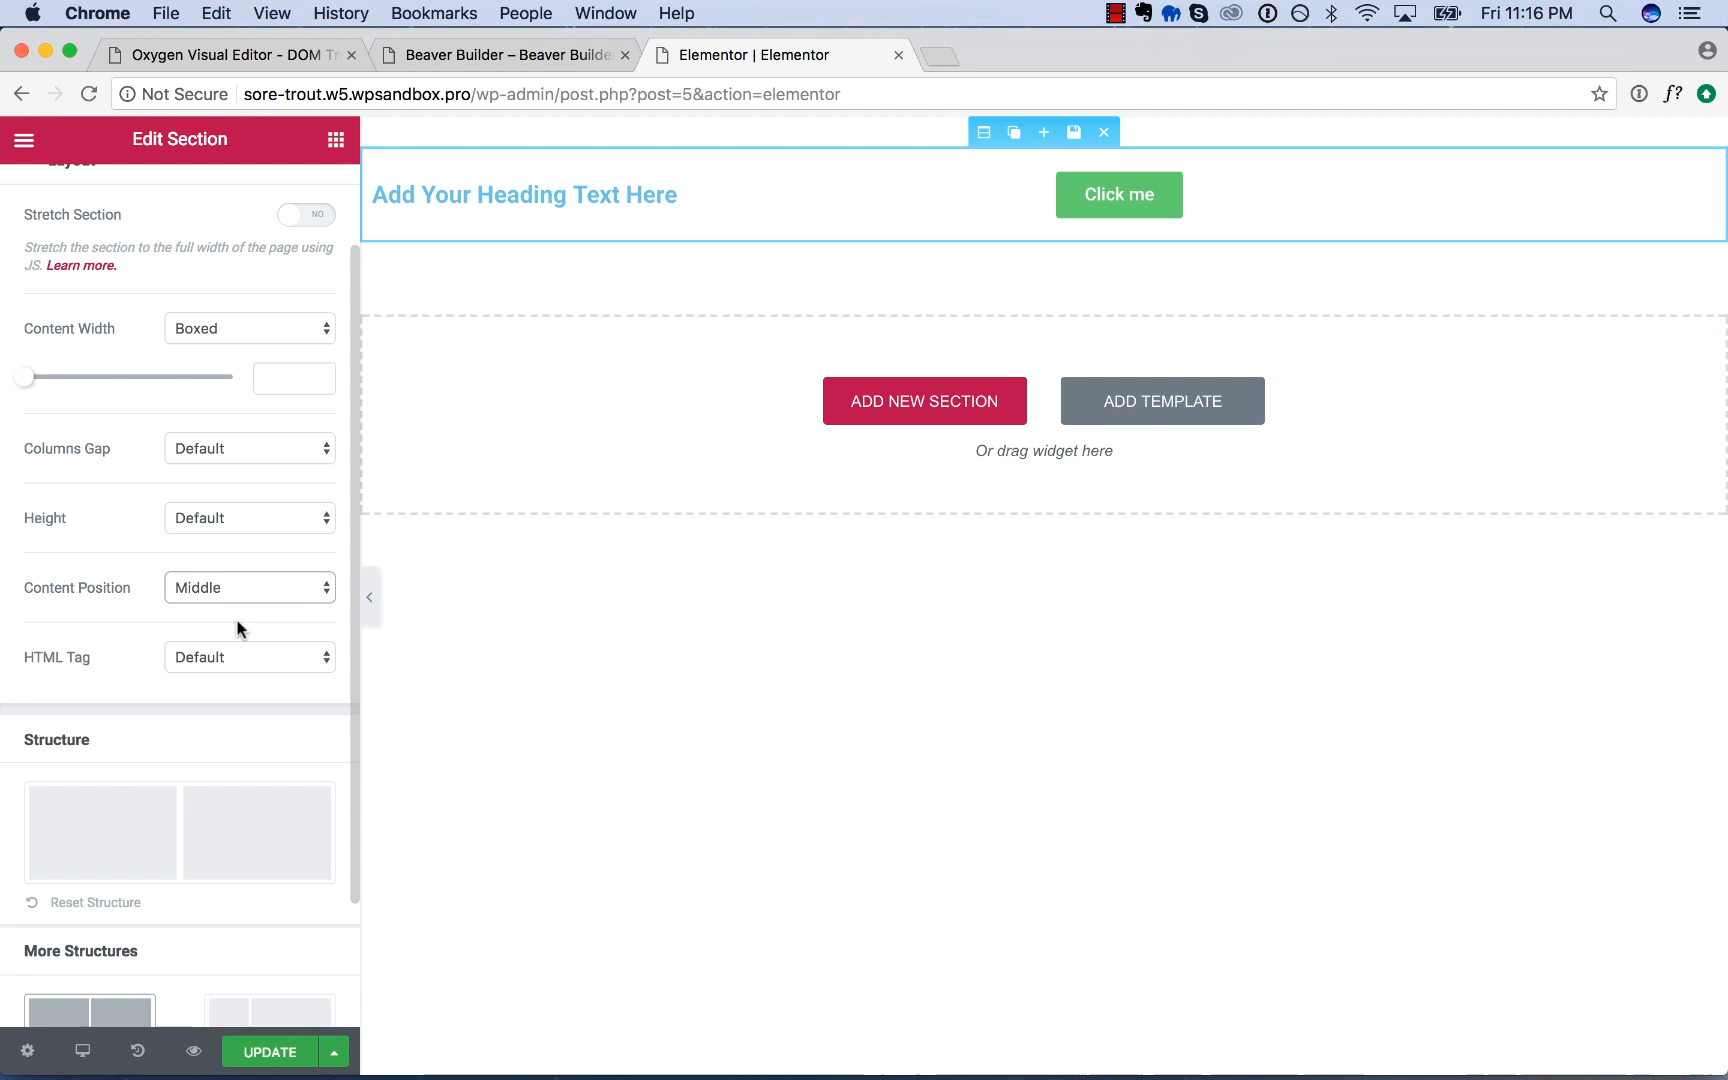 Chrome File Edit View History Bookmarks People Window Help Fri 11:16 PM
Oxygen Visual Editor - DOM Tr Beaver Builder – Beaver Builde Elementor | Elementor
Not Secure sore-trout.w5.wpsandbox.pro/wp-admin/post.php?post=5&action=elementor f?
Edit Section
Layout
Stretch Section NO
Stretch the section to the full width of the page using
JS. Learn more.
Content Width Boxed
Columns Gap Default
Height Default
Content Position Middle
HTML Tag Default
Structure
Reset Structure
More Structures
UPDATE
Add Your Heading Text Here Click me
ADD NEW SECTION ADD TEMPLATE
Or drag widget here